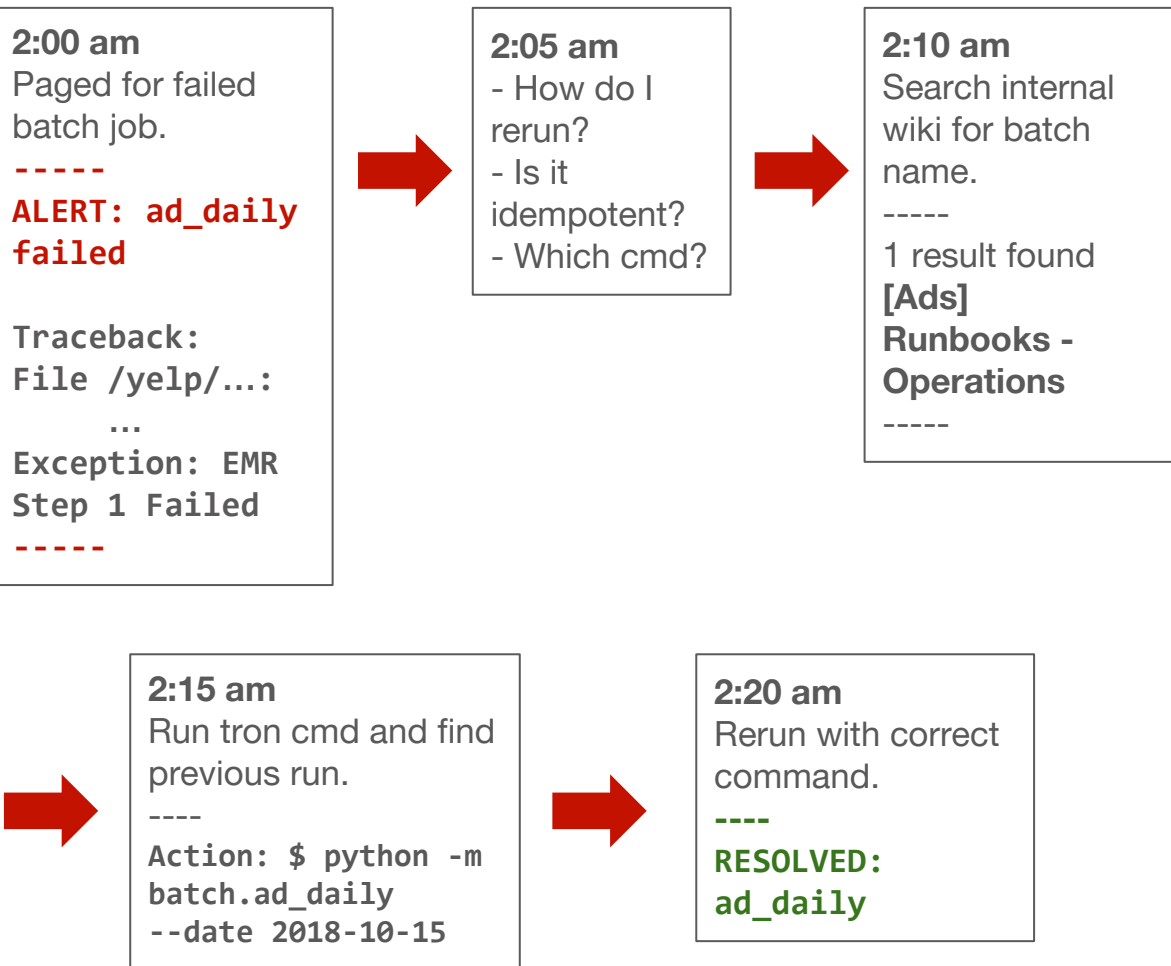 2:00 am
Paged for failed
batch job.
-----
ALERT: ad_daily
failed
Traceback:
File /yelp/…:
…
Exception: EMR
Step 1 Failed
-----
2:05 am
- How do I
rerun?
- Is it
idempotent?
- Which cmd?
2:10 am
Search internal
wiki for batch
name.
-----
1 result found
[Ads]
Runbooks -
Operations
-----
2:15 am
Run tron cmd and find
previous run.
----
Action: $ python -m
batch.ad_daily
--date 2018-10-15
2:20 am
Rerun with correct
command.
----
RESOLVED:
ad_daily